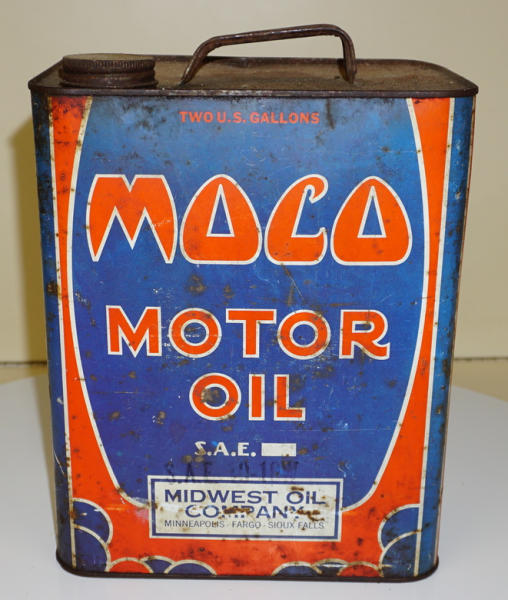 TWO U.S. GALLONS
MOCO
MOTOR
OIL
S.A.E.
S.A.E.
MIDWEST OIL
COMPANY
MINNEAPOLIS - FARGO - SIOUX FALLS